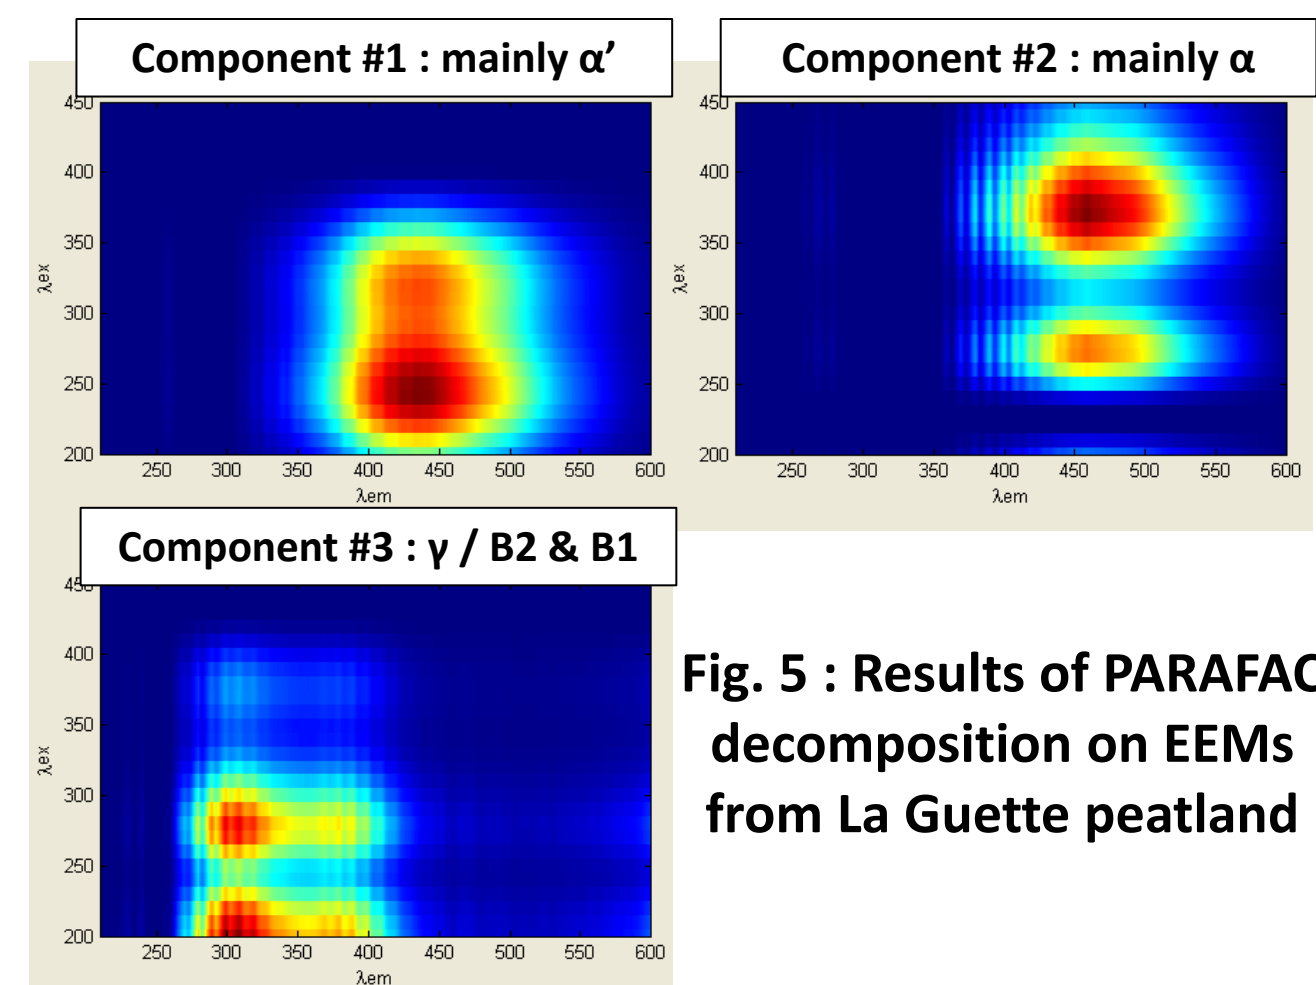 Component #1 : mainly α’
450
400
350
300
250
200
λex
250 300 350 400 450 500 550 600
λem
Component #2 : mainly α
450
400
350
300
250
200
λex
250 300 350 400 450 500 550 600
λem
Component #3 : γ / B2 & B1
450
400
350
300
250
200
λex
250 300 350 400 450 500 550 600
λem
Fig. 5 : Results of PARAFAC
decomposition on EEMs
from La Guette peatland